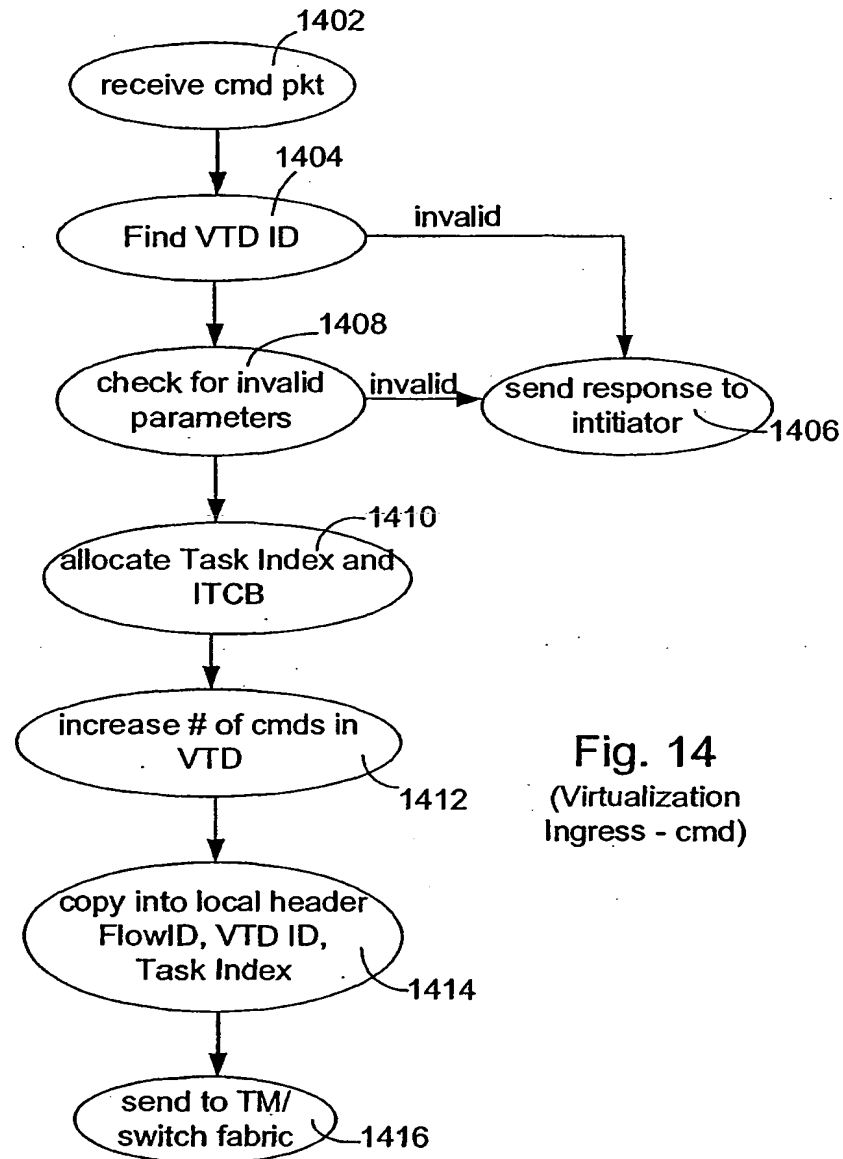 1402
receive cmd pkt
1404
Find VTD ID
invalid
1408
check for invalid
parameters
invalid
send response to
intitiator
1406
1410
allocate Task Index and
ITCB
increase # of cmds in
VTD
1412
Fig. 14
(Virtualization
Ingress - cmd)
copy into local header
FlowID, VTD ID,
Task Index
1414
send to TM/
switch fabric
1416